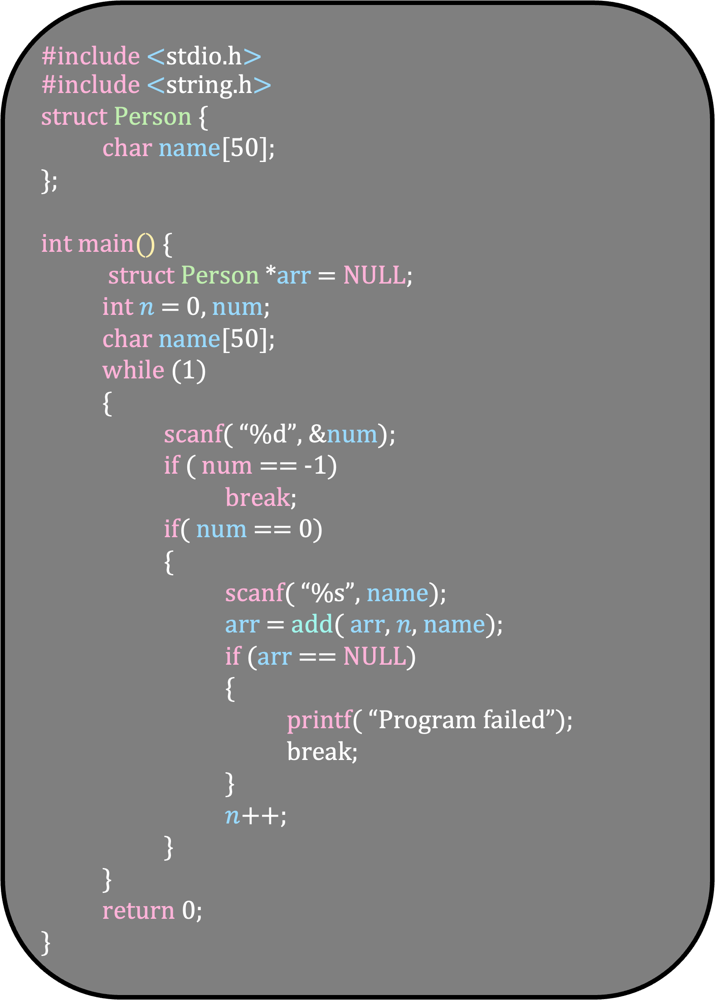 #include <stdio.h>
#include <string.h>
struct Person {
char name[50];
};
int main() {
struct Person *arr = NULL;
int n = 0, num;
char name[50];
while (1)
{
scanf( “%d”, &num);
if ( num == -1)
break;
if( num == 0)
{
scanf( “%s”, name);
arr = add( arr, n, name);
if (arr == NULL)
{
printf( “Program failed”);
break;
}
n++;
}
}
return 0;
}